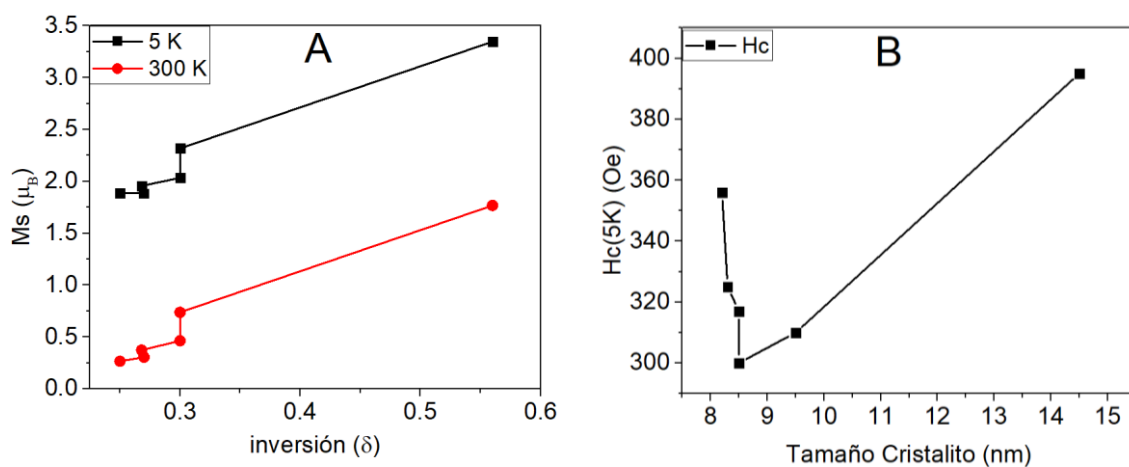 A
5 K
300 K
3.5
3.0
2.5
2.0
1.5
1.0
0.5
0.0
Ms (μB)
0.3
0.4
0.5
0.6
inversión (δ)
B
Hc
400
380
360
340
320
300
Hc(5K) (Oe)
8
9
10
11
12
13
14
15
Tamaño Cristalito (nm)